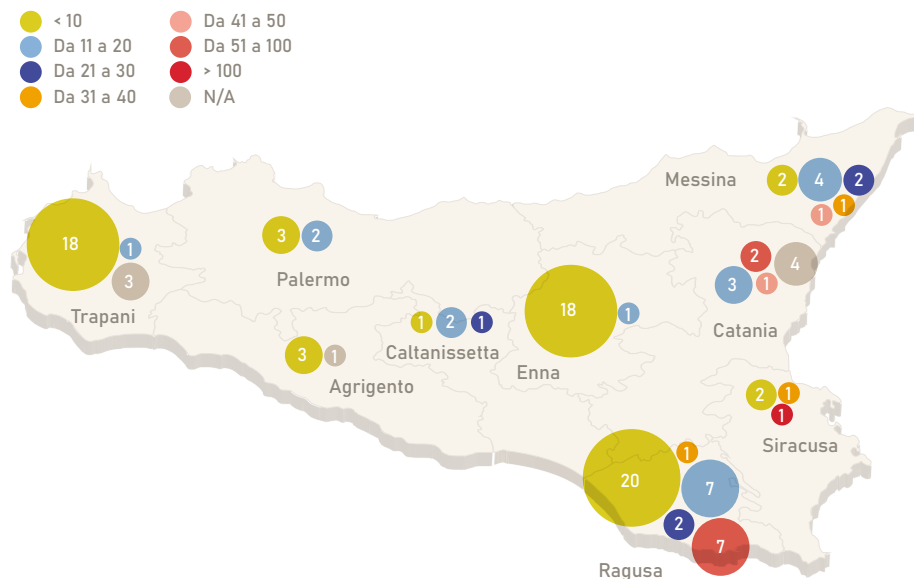 < 10
Da 11 a 20
Da 21 a 30
Da 31 a 40
Da 41 a 50
Da 51 a 100
> 100
N/A
Messina
2
4
2
1
1
18
1
3
Trapani
3
2
Palermo
2
4
3
1
Catania
18
1
Enna
1
2
1
Caltanissetta
3
1
Agrigento
2
1
1
Siracusa
20
1
7
2
7
Ragusa